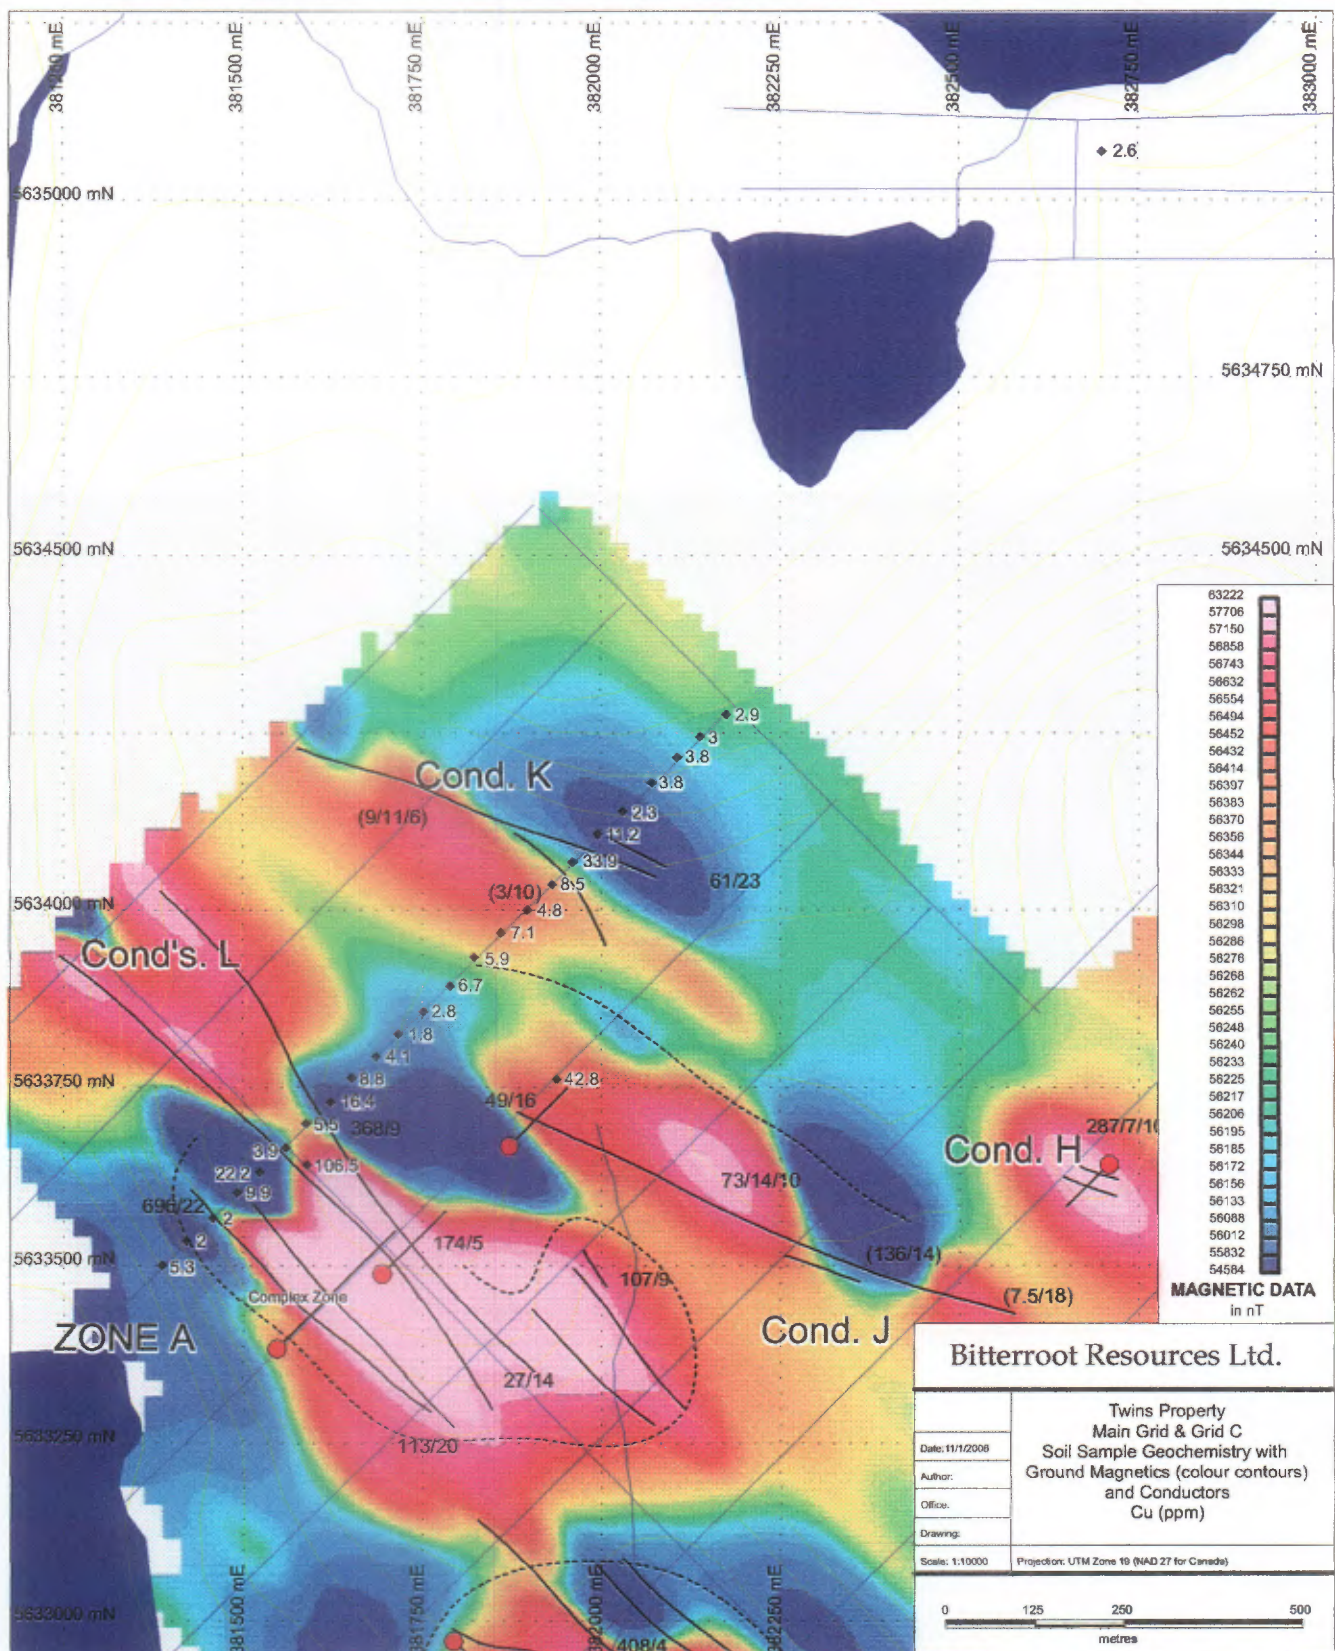 381200 mE
381500 mE
381750 mE
382000 mE
382250 mE
382500 mE
382750 mE
383000 mE
2.6
5635000 mN
5634750 mN
5634500 mN
5634500 mN
2.9
3
3.8
3.8
2.3
11.2
33.9
8.5
4.8
7.1
5.9
6.7
2.8
1.8
4.1
8.8
16.4
5.5
3.9
106.5
22.2
9.9
2
2
5.3
42.8
Cond. K
(9/11/6)
(3/10)
61/23
5634000 mN
Cond's. L
5633750 mN
49/16
368/9
696/22
Cond. H
287/7/10
73/14/10
174/5
(136/14)
5633500 mN
107/9
(7.5/18)
Complex Zone
ZONE A
Cond. J
27/14
113/20
5633250 mN
5633000 mN
381500 mE
381750 mE
382000 mE
382250 mE
408/4
63222
57706
57150
56858
56743
56632
56554
56494
56452
56432
56414
56397
56383
56370
56356
56344
56333
56321
56310
56298
56286
56276
56268
56262
56255
56248
56240
56233
56225
56217
56206
56195
56185
56172
56156
56133
56088
56012
55832
54584
MAGNETIC DATA
in nT
Bitterroot Resources Ltd.
Twins Property
Main Grid & Grid C
Soil Sample Geochemistry with
Ground Magnetics (colour contours)
and Conductors
Cu (ppm)
Date: 11/1/2006
Author:
Office:
Drawing:
Scale: 1:10000
Projection: UTM Zone 19 (NAD 27 for Canada)
0 125 250 500
metres